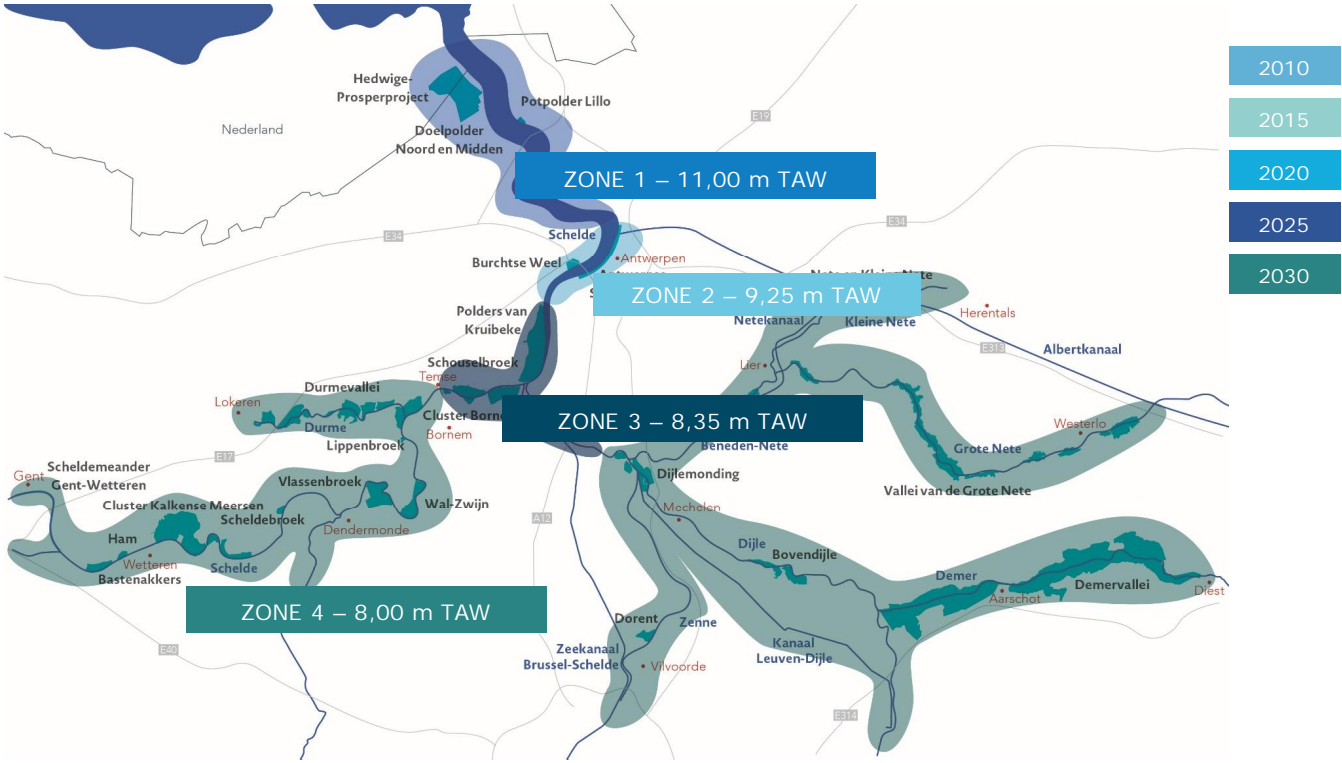 2010
2015
2020
2025
2030
Hedwige-
Prosperproject
Potpolder Lillo
Nederland
Doelpolder
Noord en Midden
E19
ZONE 1 – 11,00 m TAW
E34
E34
Schelde
Burchtse Weel
Antwerpen
ZONE 2 – 9,25 m TAW
Polders van
Kruibeke
Netekanaal
Kleine Nete
Herentals
E313
Albertkanaal
Schouselbroek
Temse
Lier
Durmevallei
Lokeren
Durme
Cluster
Bornem
ZONE 3 – 8,35 m TAW
Beneden-Nete
Westerlo
Grote Nete
Vallei van de Grote Nete
Lippenbroek
E17
Scheldemeander
Gent-Wetteren
Gent
Vlassenbroek
Cluster Kalkense Meersen
Scheldebroek
Wal-Zwijn
Dendermonde
Ham
Wetteren
Schelde
Bastenakkers
Dijlemonding
Mechelen
A12
Dijle
Bovendijle
Demer
Aarschot
Demervallei
Diest
ZONE 4 – 8,00 m TAW
Dorent
Zenne
Zeekanaal
Brussel-Schelde
Vilvoorde
Kanaal
Leuven-Dijle
E40
E314